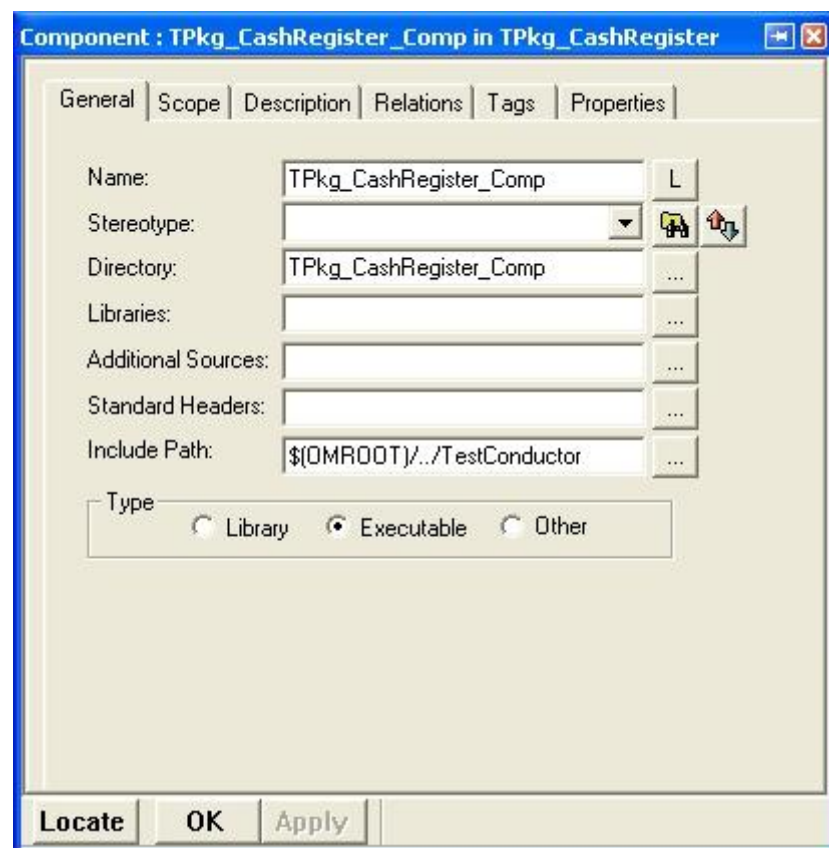 Component : TPkg_CashRegister_Comp in TPkg_CashRegister
General Scope Description Relations Tags Properties
Name: TPkg_CashRegister_Comp L
Stereotype:
Directory: TPkg_CashRegister_Comp ...
Libraries: ...
Additional Sources: ...
Standard Headers: ...
Include Path: $(OMROOT)/../TestConductor ...
Type
Library Executable Other
Locate OK Apply